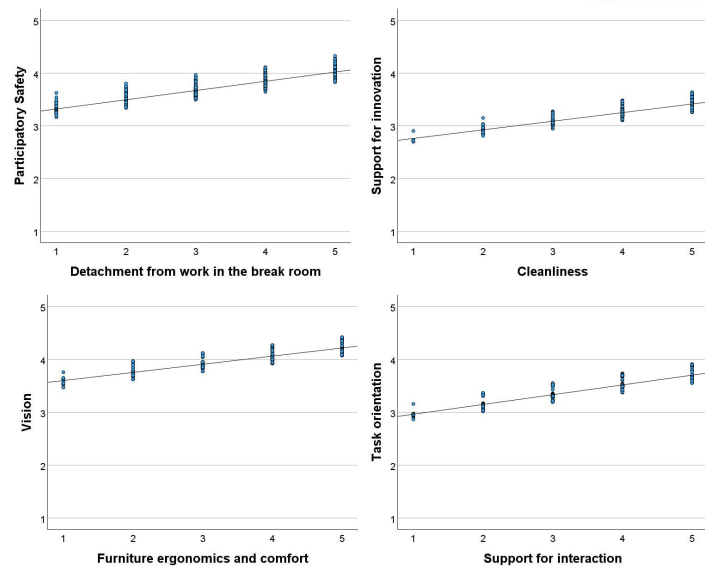 5
4
3
2
1
Participatory Safety
1 2 3 4 5
Detachment from work in the break room
5
4
3
2
1
Support for innovation
1 2 3 4 5
Cleanliness
5
4
3
2
1
Vision
1 2 3 4 5
Furniture ergonomics and comfort
5
4
3
2
1
Task orientation
1 2 3 4 5
Support for interaction